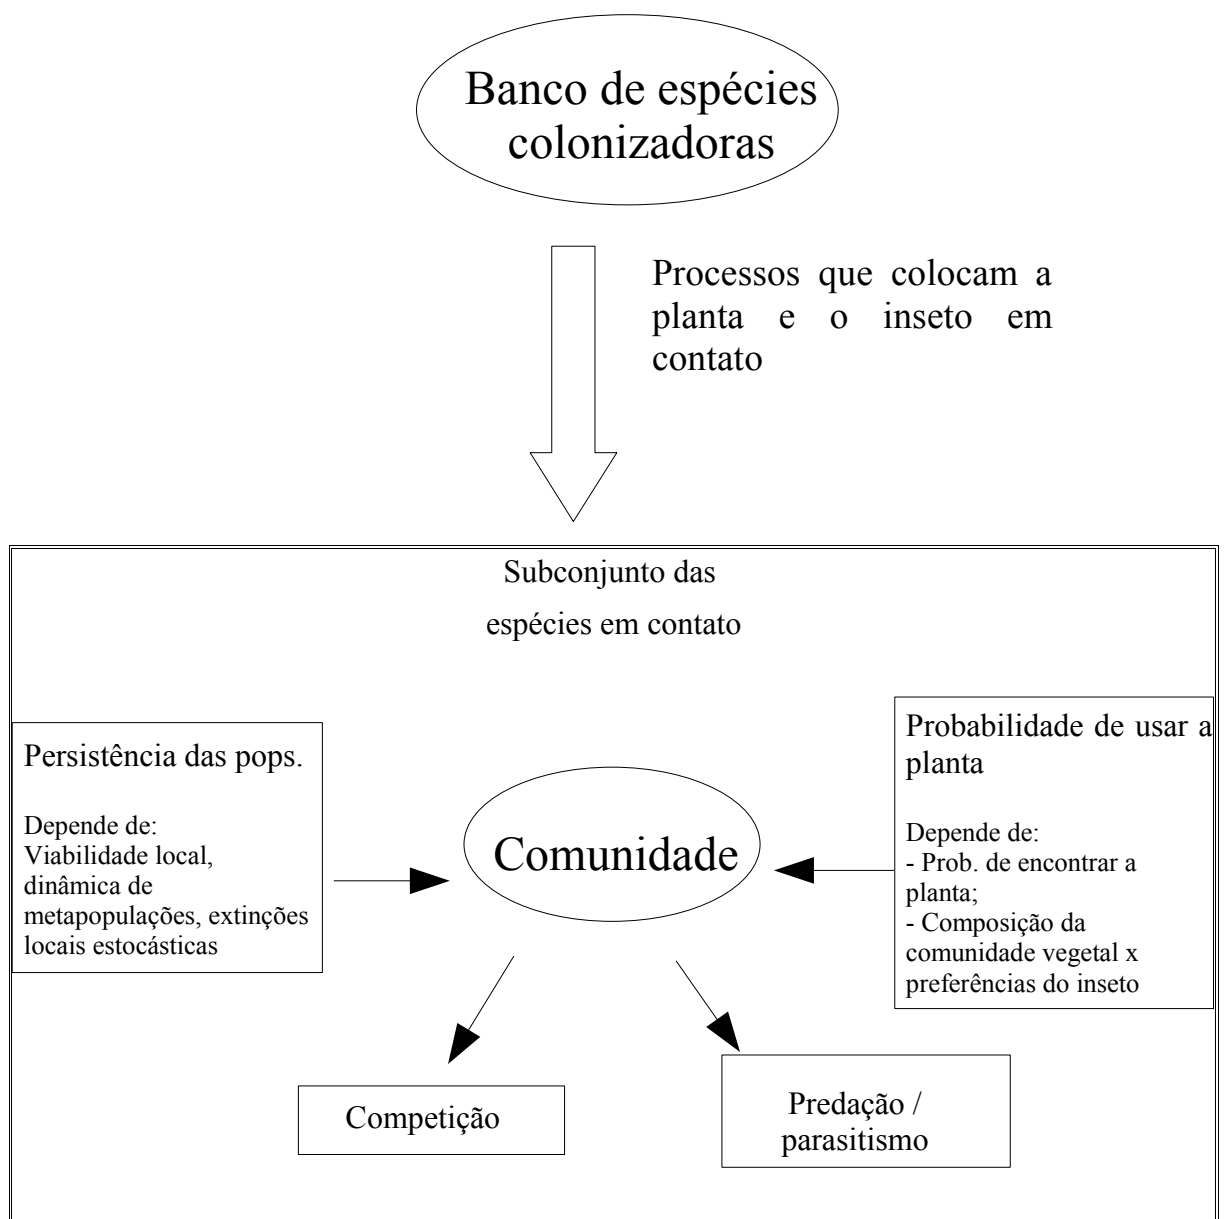 Banco de espécies
colonizadoras
Processos que colocam a
planta e o inseto em
contato
Subconjunto das
espécies em contato
Persistência das pops.
Depende de:
Viabilidade local,
dinâmica de
metapopulações, extinções
locais estocásticas
Comunidade
Probabilidade de usar a
planta
Depende de:
- Prob. de encontrar a
planta;
- Composição da
comunidade vegetal x
preferências do inseto
Competição
Predação /
parasitismo